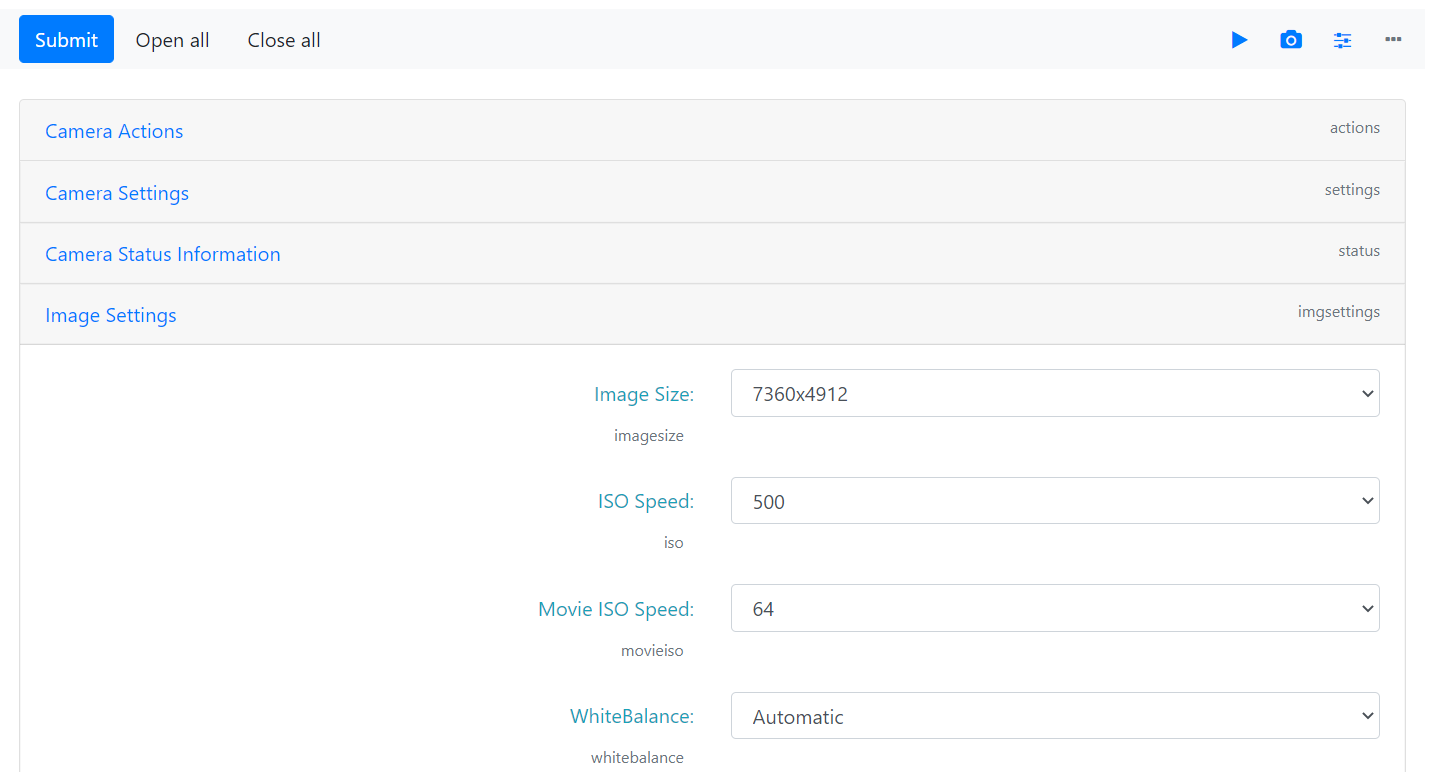 Submit Open all Close all
Camera Actions actions
Camera Settings settings
Camera Status Information status
Image Settings imgsettings
Image Size: 7360x4912
imagesize
ISO Speed: 500
iso
Movie ISO Speed: 64
movieiso
WhiteBalance: Automatic
whitebalance